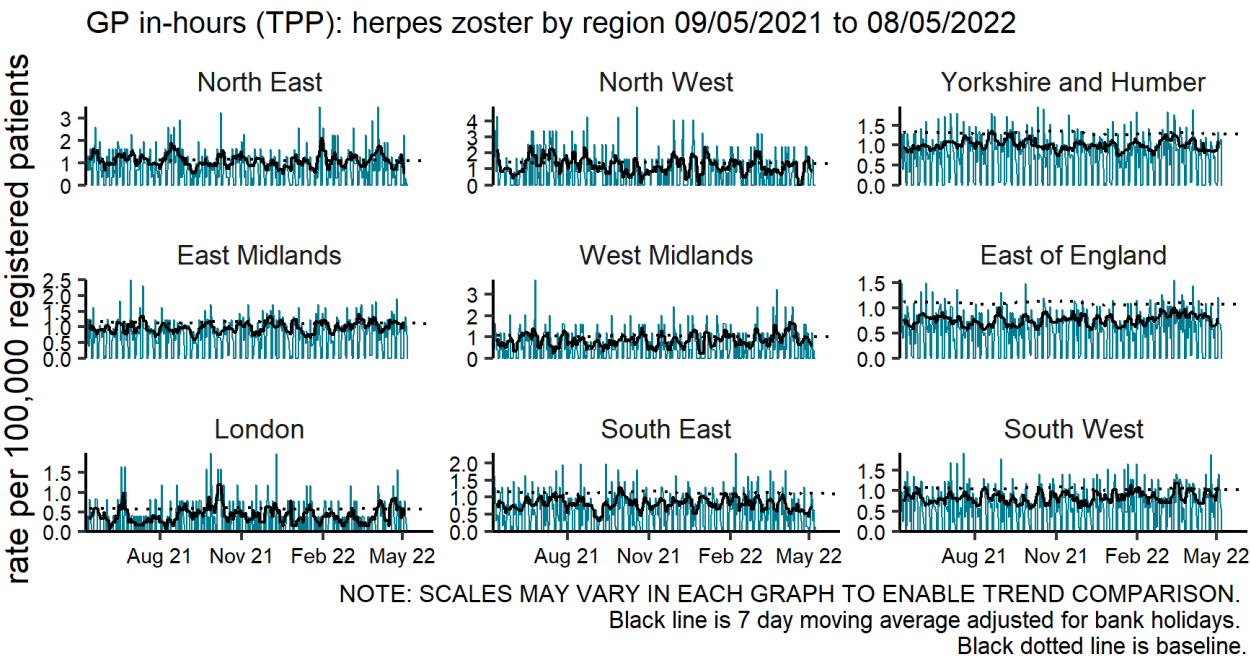 GP in-hours (TPP): herpes zoster by region 09/05/2021 to 08/05/2022
rate per 100,000 registered patients
North East
North West
Yorkshire and Humber
3
2
1
0
4
3
2
1
0
1.5
1.0
0.5
0.0
East Midlands
West Midlands
East of England
2.5
2.0
1.5
1.0
0.5
0.0
3
2
1
0
1.5
1.0
0.5
0.0
London
South East
South West
1.5
1.0
0.5
0.0
2.0
1.5
1.0
0.5
0.0
1.5
1.0
0.5
0.0
Aug 21 Nov 21 Feb 22 May 22
Aug 21 Nov 21 Feb 22 May 22
Aug 21 Nov 21 Feb 22 May 22
NOTE: SCALES MAY VARY IN EACH GRAPH TO ENABLE TREND COMPARISON.
Black line is 7 day moving average adjusted for bank holidays.
Black dotted line is baseline.